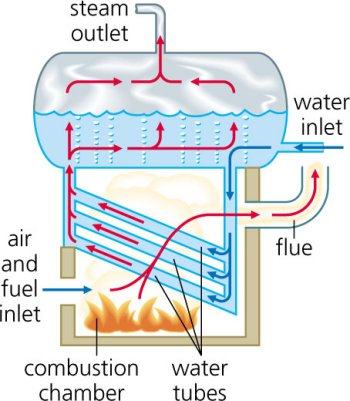 steam
outlet
water
inlet
flue
air
and
fuel
inlet
combustion
chamber
water
tubes